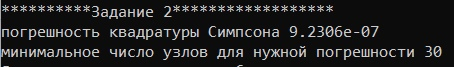 **********Задание 2*****************
погрешность квадратуры Симпсона 9.2306e-07
минимальное число узлов для нужной погрешности 30